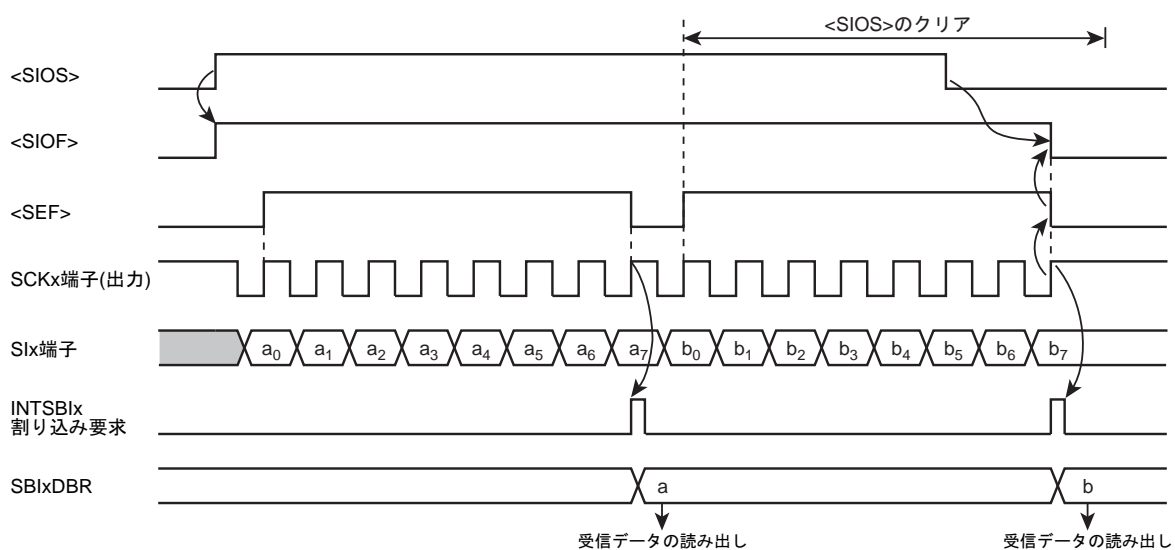 <SIOS>のクリア
<SIOS>
<SIOF>
<SEF>
SCKx端子(出力)
SIx端子
a0 a1 a2 a3 a4 a5 a6 a7 b0 b1 b2 b3 b4 b5 b6 b7
INTSBIx
割り込み要求
SBIxDBR
a
b
受信データの読み出し
受信データの読み出し